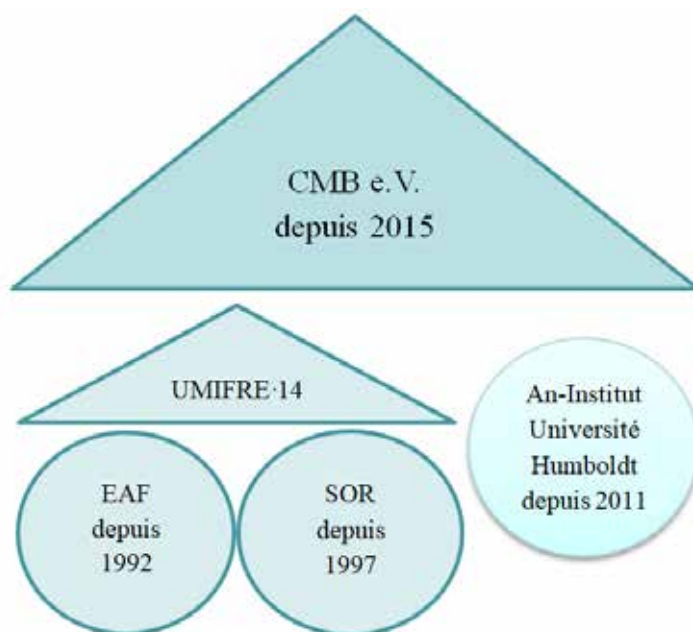 CMB e.V.
depuis 2015
UMIFRE·14
EAF
depuis
1992
SOR
depuis
1997
An-Institut
Université
Humboldt
depuis 2011